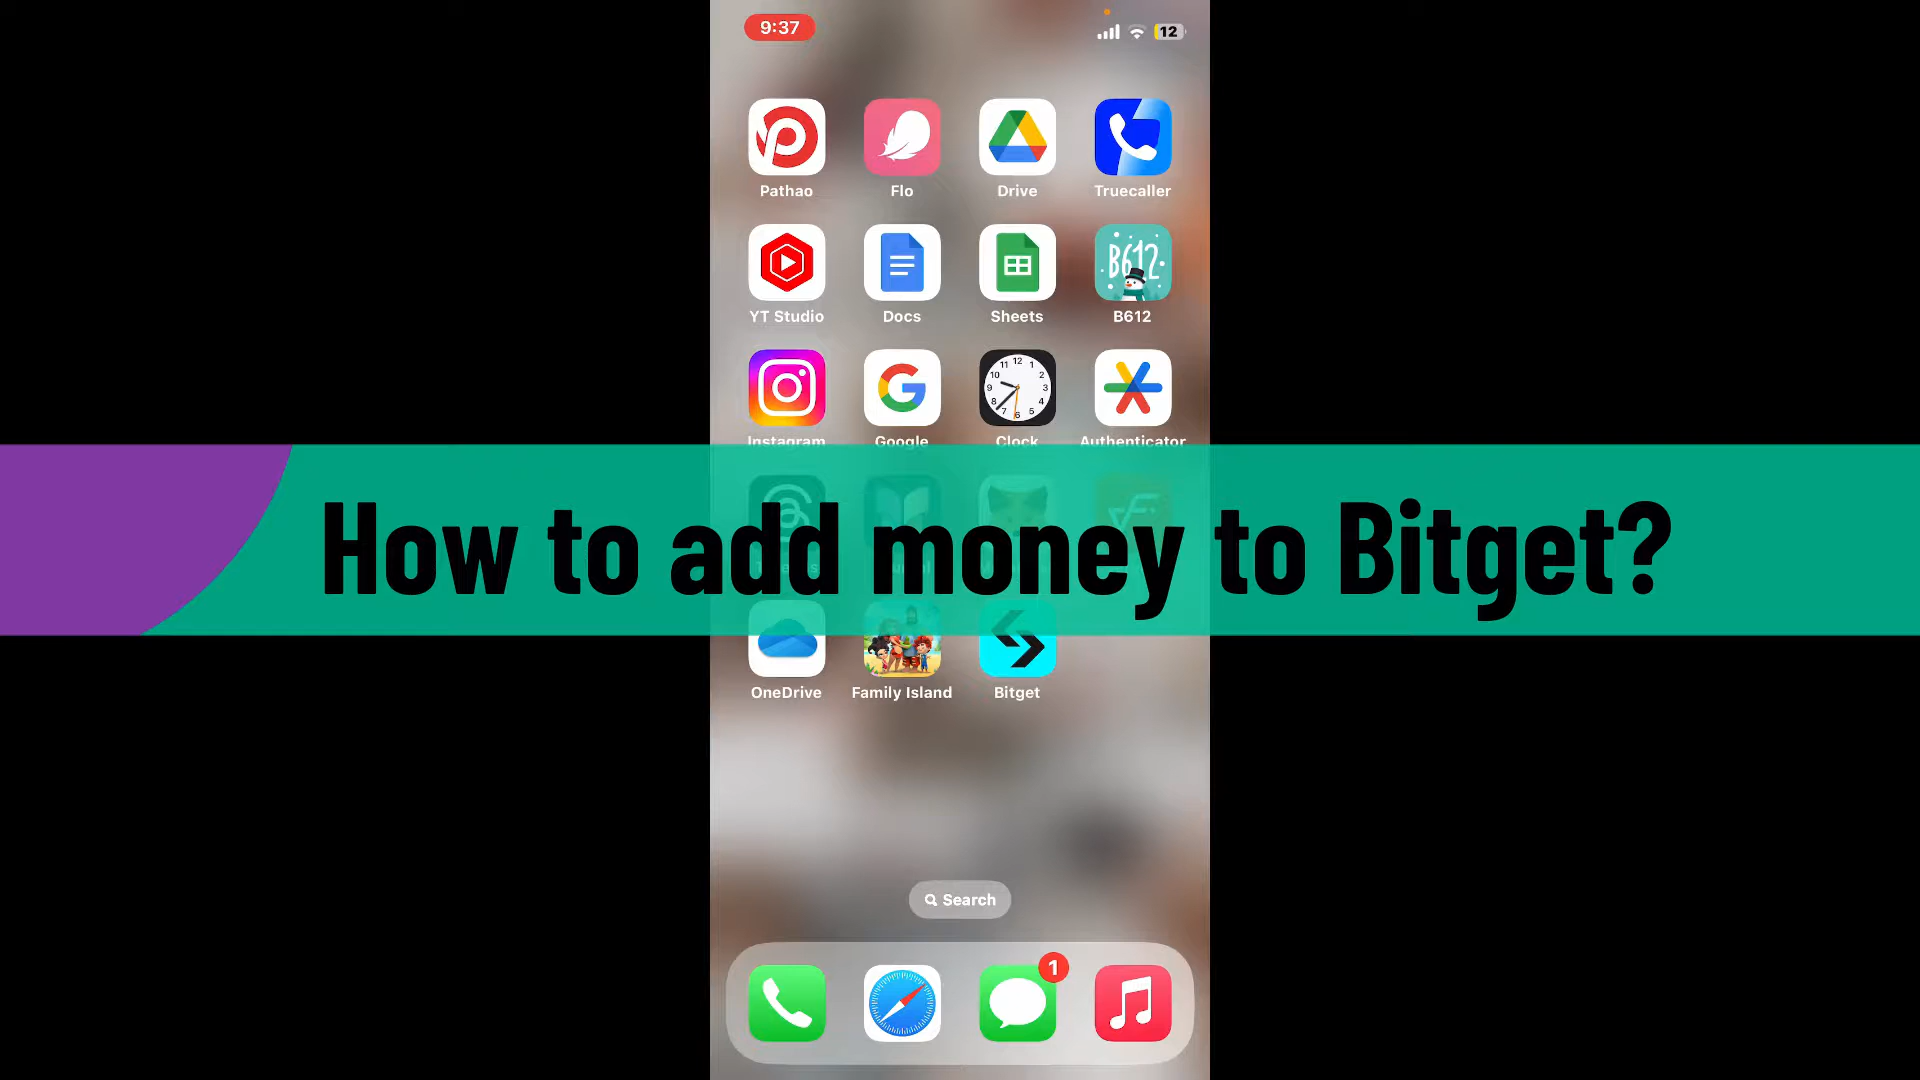 9:37
12
Pathao Flo Drive Truecaller
B612
YT Studio Docs Sheets B612
Instagram Google Clock Authenticator
How to add money to Bitget?
OneDrive Family Island Bitget
Search
1